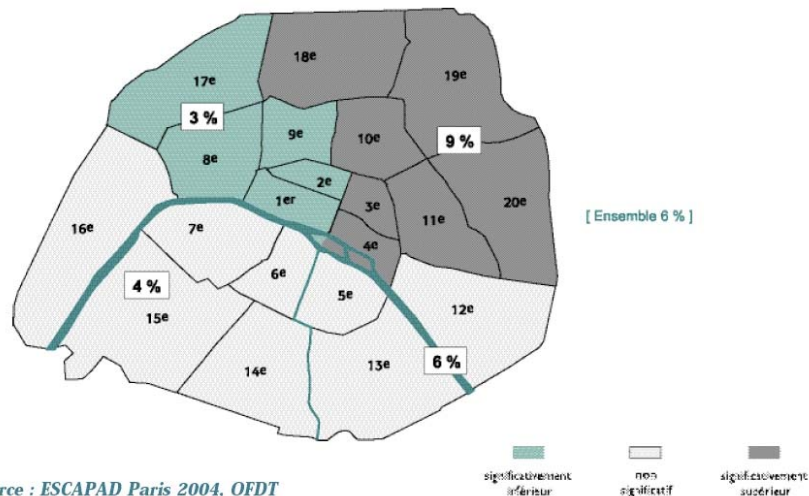 18e
19e
17e
3 %
9e
10e
9 %
8e
2e
20e
1er
3e
11e
[ Ensemble 6 % ]
16e
7e
4e
6e
4 %
5e
12e
15e
6 %
14e
13e
rce : ESCAPAD Paris 2004. OFDT
significativement
inférieur
non
significatif
significativement
supérieur